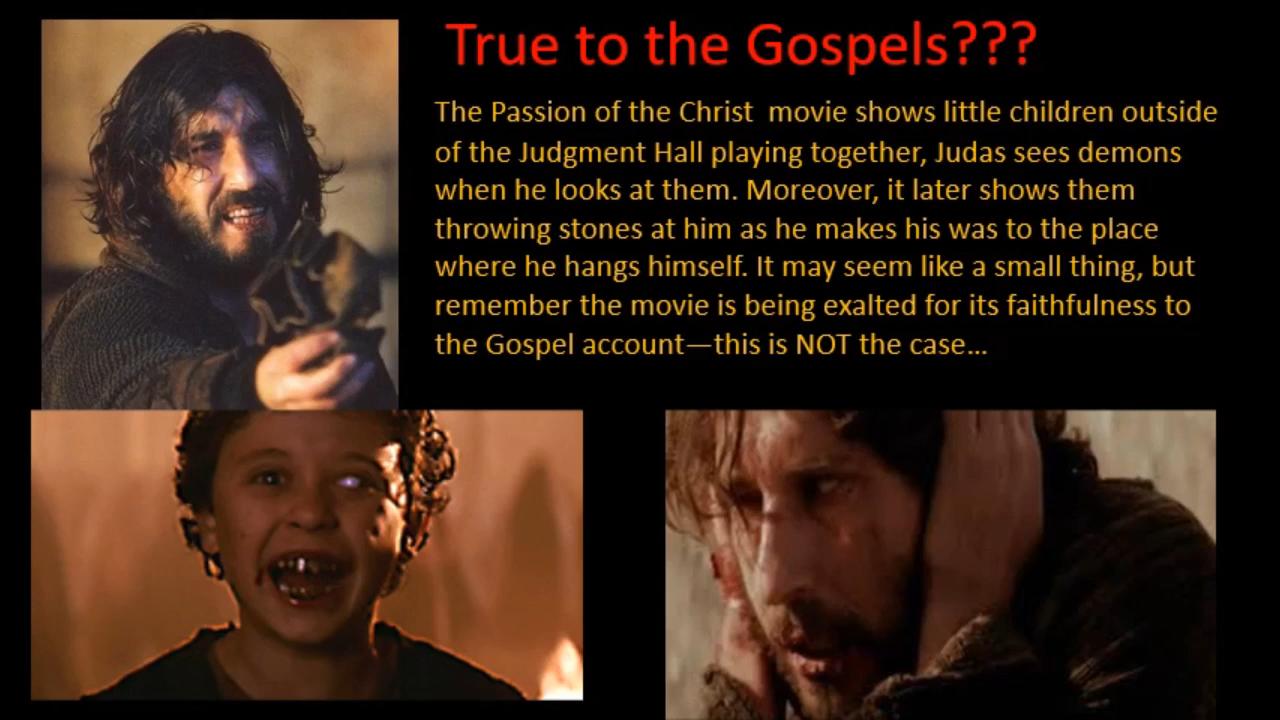 True to the Gospels???
The Passion of the Christ  movie shows little children outside
of the Judgment Hall playing together, Judas sees demons
when he looks at them. Moreover, it later shows them
throwing stones at him as he makes his was to the place
where he hangs himself. It may seem like a small thing, but
remember the movie is being exalted for its faithfulness to
the Gospel account—this is NOT the case…